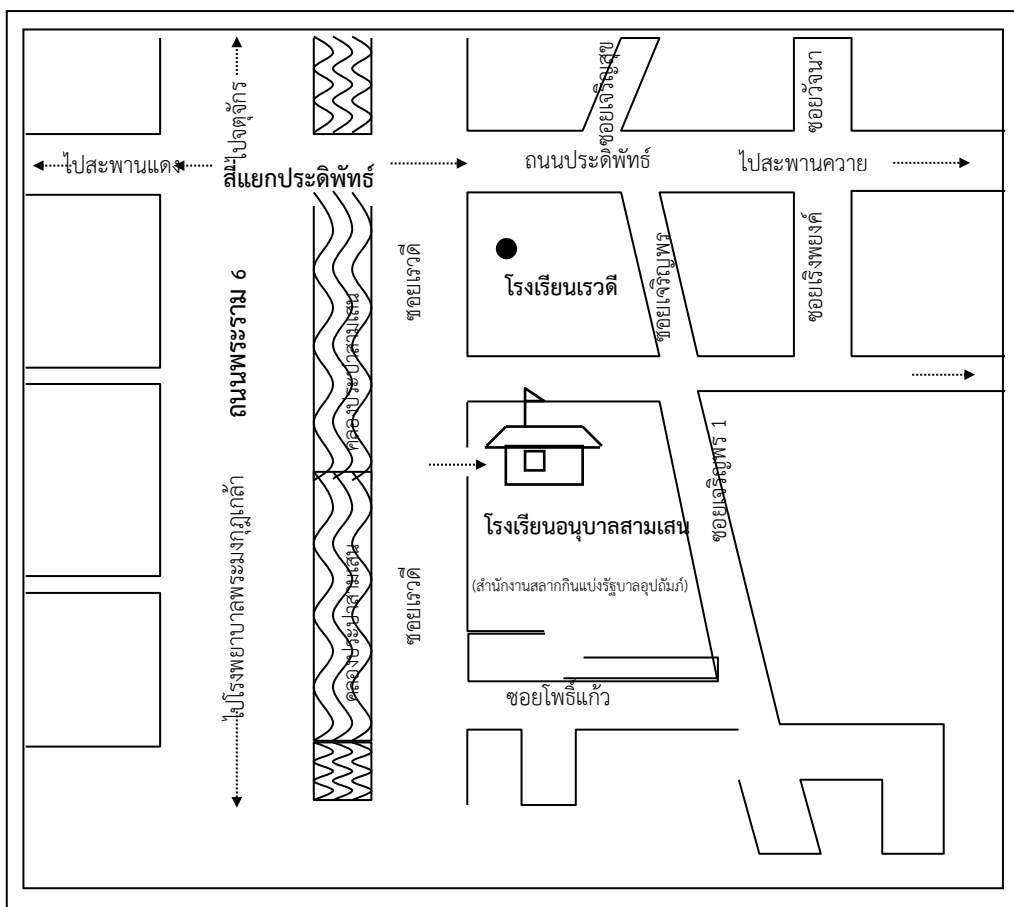 ไปจตุจักร
ซอยเจริญสุข
ซอยวัจนา
ไปสะพานแดง
ถนนประดิพัทธ์
ไปสะพานควาย
สี่แยกประดิพัทธ์
ถนนพระราม 6
คลองประปาสามเสน
ซอยเรวดี
โรงเรียนเรวดี
ซอยเจริญพร
ซอยเริงพยงค์
ไปโรงพยาบาลพระมงกุฎเกล้า
คลองประปาสามเสน
ซอยเรวดี
โรงเรียนอนุบาลสามเสน
(สำนักงานสลากกินแบ่งรัฐบาลอุปถัมภ์)
ซอยเจริญพร 1
ซอยโพธิ์แก้ว